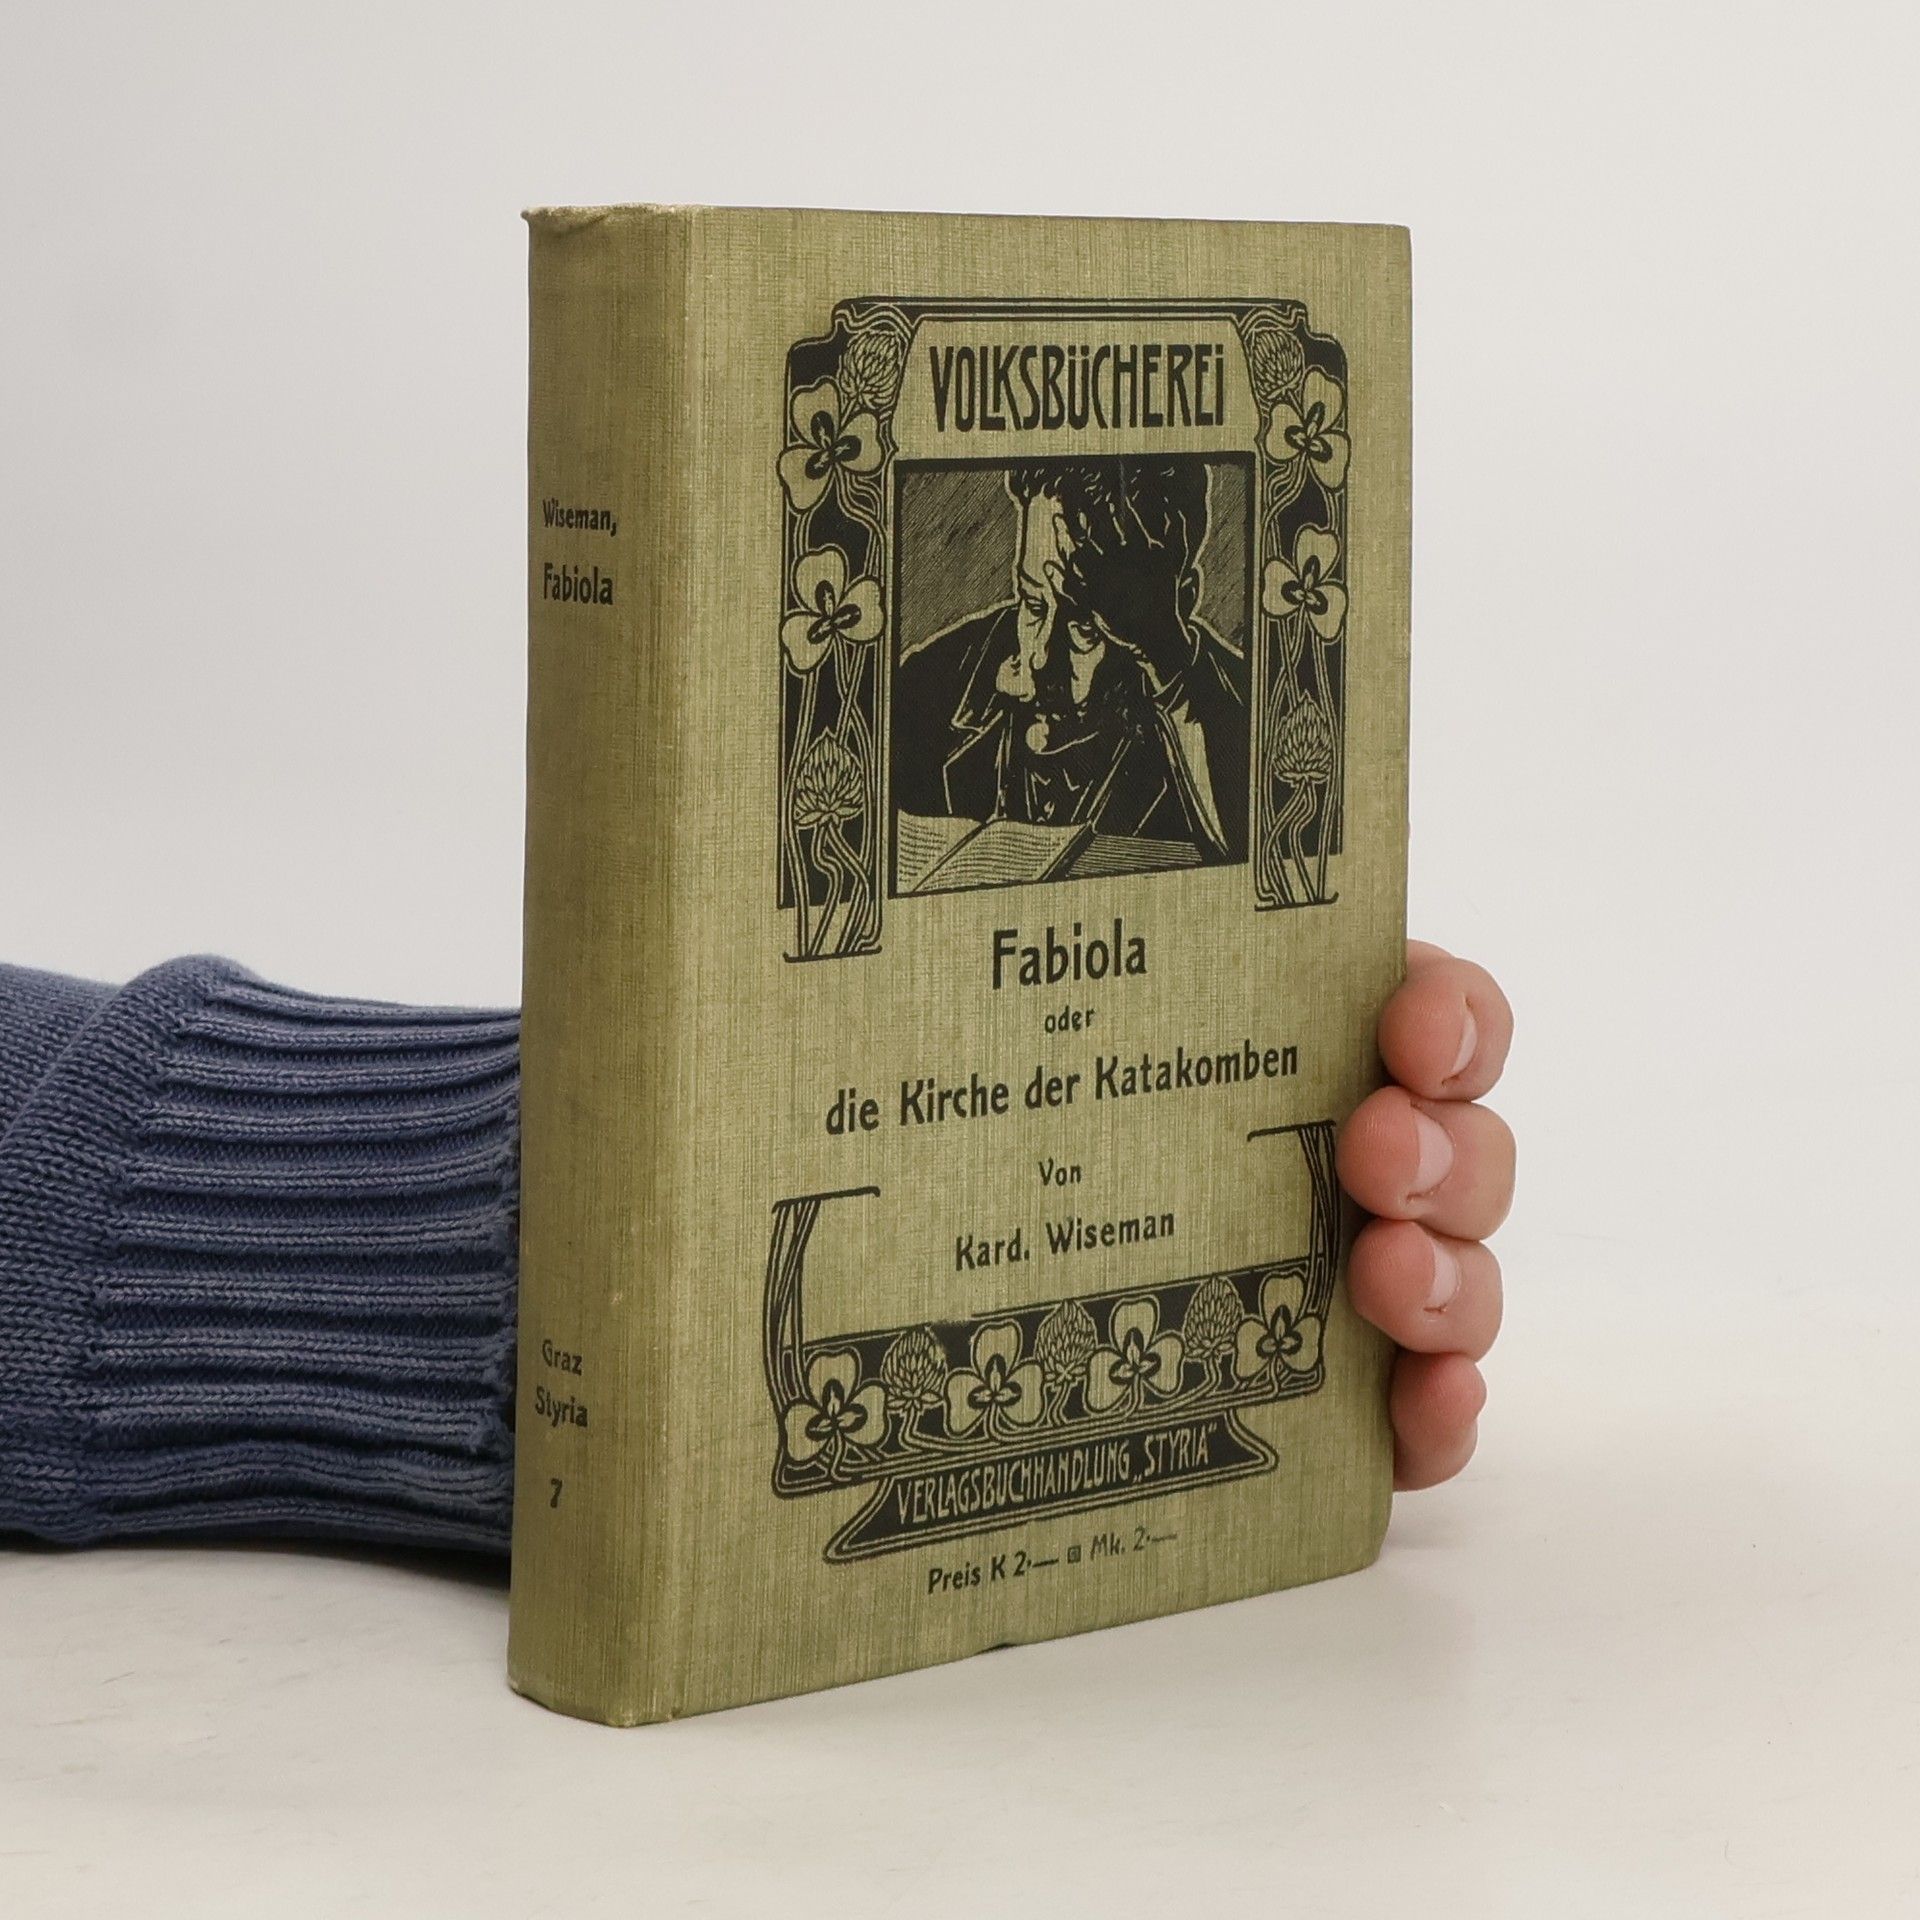 Wiseman,
Fabiola
Graz
Styria
7
VOLKSBÜCHEREi
Fabiola
oder
die Kirche der Katakomben
Von
Kard. Wiseman
VERLAGSBUCHHANDLUNG „STYRIA"
Preis K 2·— Mk. 2·—